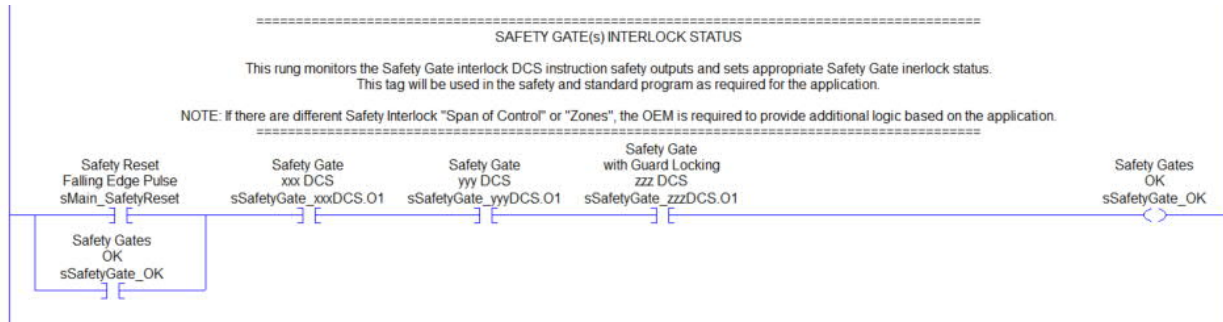 ==========================================================================================
SAFETY GATE(s) INTERLOCK STATUS
This rung monitors the Safety Gate interlock DCS instruction safety outputs and sets appropriate Safety Gate inerlock status.
This tag will be used in the safety and standard program as required for the application.
NOTE: If there are different Safety Interlock "Span of Control" or "Zones", the OEM is required to provide additional logic based on the application.
==========================================================================================
Safety Reset
Falling Edge Pulse
sMain_SafetyReset
Safety Gate
xxx DCS
sSafetyGate_xxxDCS.O1
Safety Gate
yyy DCS
sSafetyGate_yyyDCS.O1
Safety Gate
with Guard Locking
zzz DCS
sSafetyGate_zzzDCS.O1
Safety Gates
OK
sSafetyGate_OK
Safety Gates
OK
sSafetyGate_OK